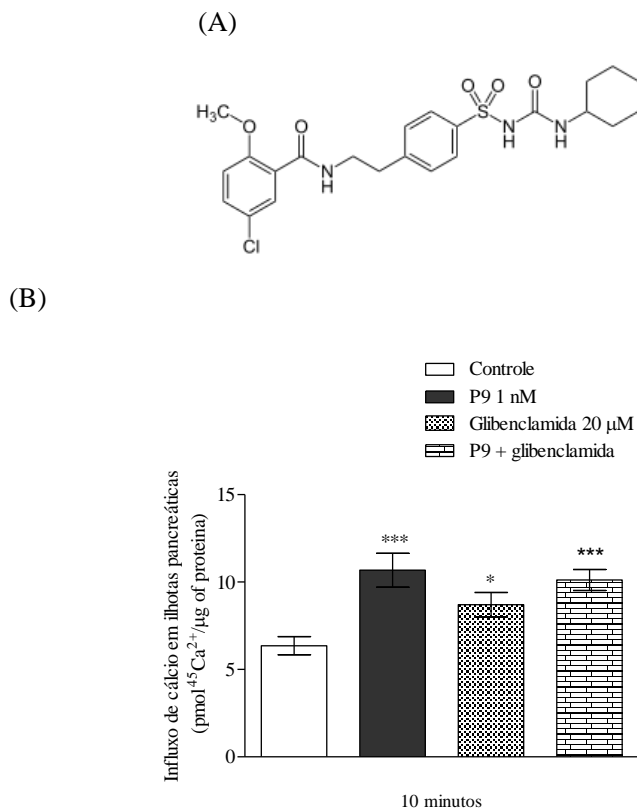 (A)
H₃C
O
O
N
H
Cl
O O
S
N
H
O
N
H
(B)
Controle
P9 1 nM
Glibenclamida 20 μM
P9 + glibenclamida
Influxo de cálcio em ilhotas pancreáticas
(pmol⁴⁵Ca²⁺/μg of proteina)
15
10
5
0
***
*
***
10 minutos